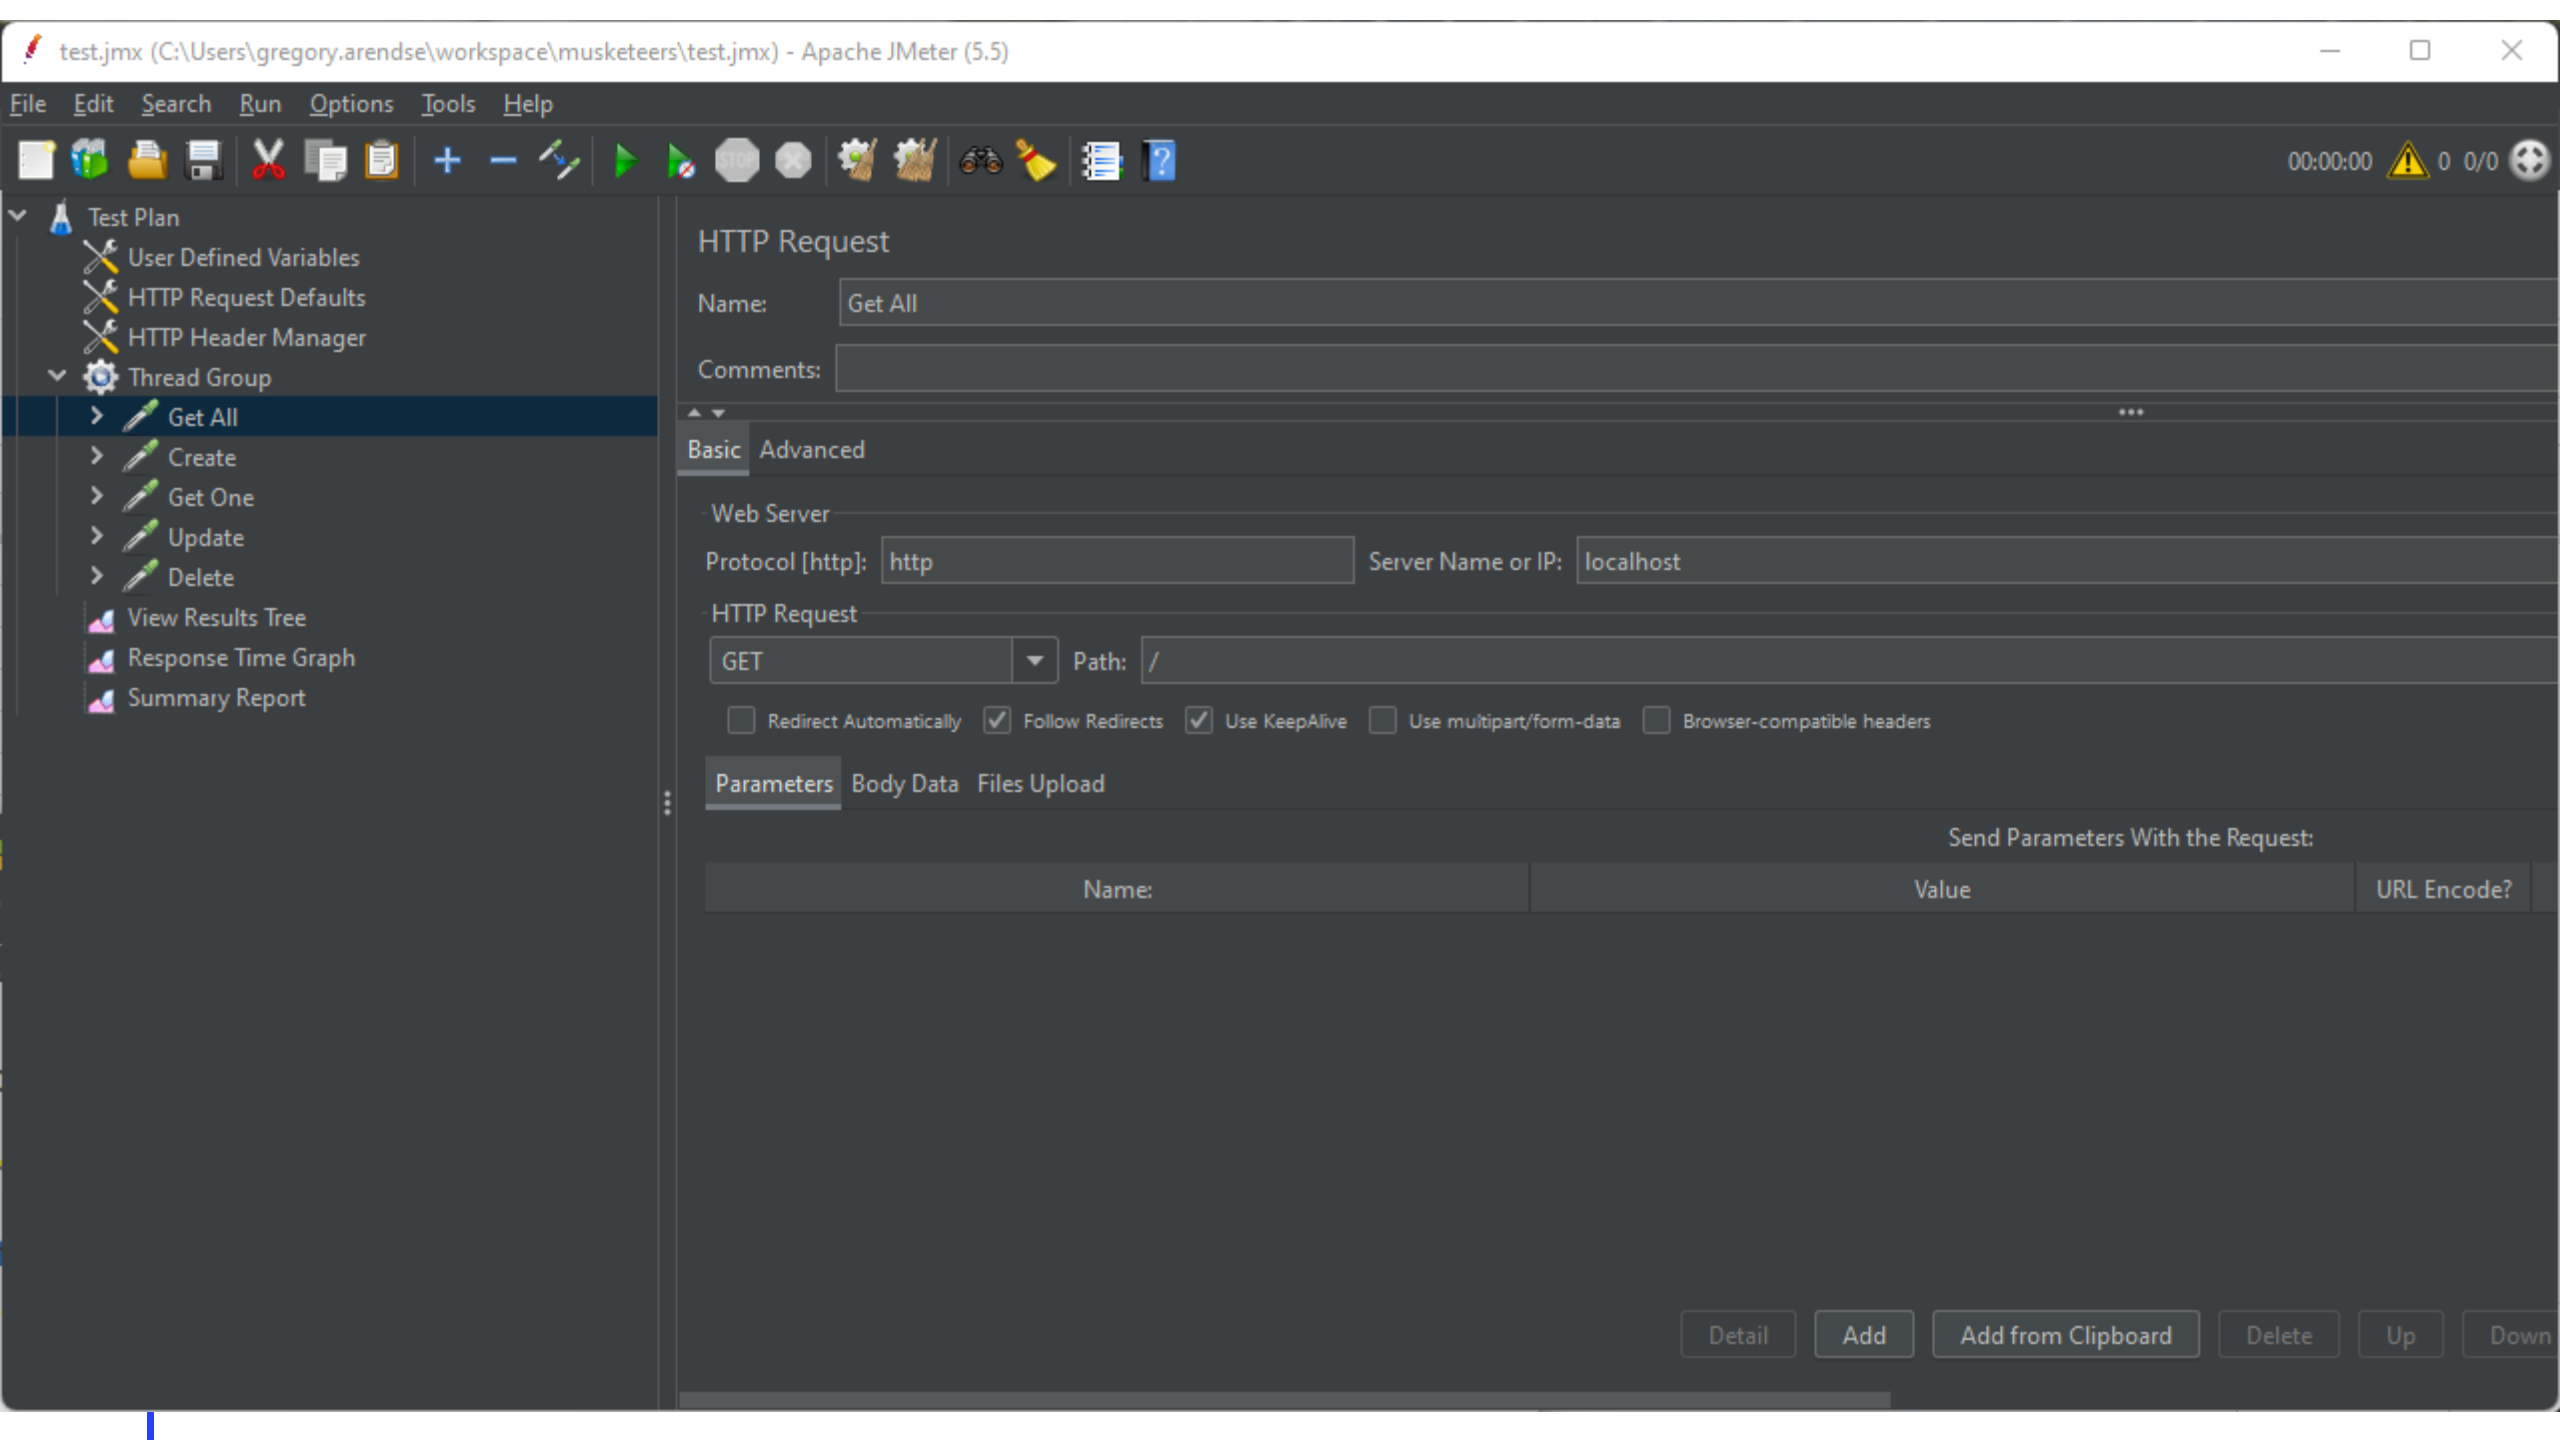 test.jmx (C:\Users\gregory.arendse\workspace\musketeers\test.jmx) - Apache JMeter (5.5)
File Edit Search Run Options Tools Help
STOP
00:00:00 0 0/0
Test Plan
User Defined Variables
HTTP Request Defaults
HTTP Header Manager
Thread Group
Get All
Create
Get One
Update
Delete
View Results Tree
Response Time Graph
Summary Report
HTTP Request
Name: Get All
Comments:
Basic Advanced
Web Server
Protocol [http]: http Server Name or IP: localhost
HTTP Request
GET Path: /
Redirect Automatically Follow Redirects Use KeepAlive Use multipart/form-data Browser-compatible headers
Parameters Body Data Files Upload
Send Parameters With the Request:
Name: Value URL Encode?
Detail Add Add from Clipboard Delete Up Down